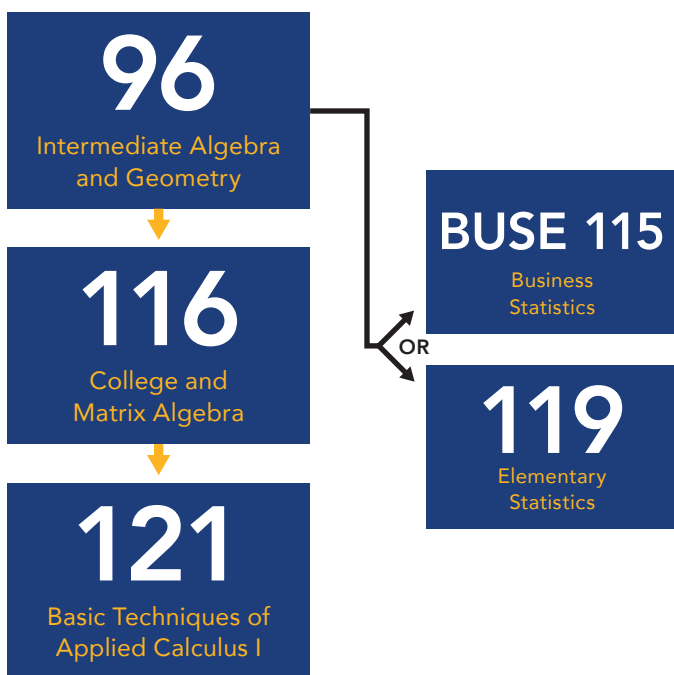 96
Intermediate Algebra
and Geometry
116
College and
Matrix Algebra
121
Basic Techniques of
Applied Calculus I
BUSE 115
Business
Statistics
OR
119
Elementary
Statistics